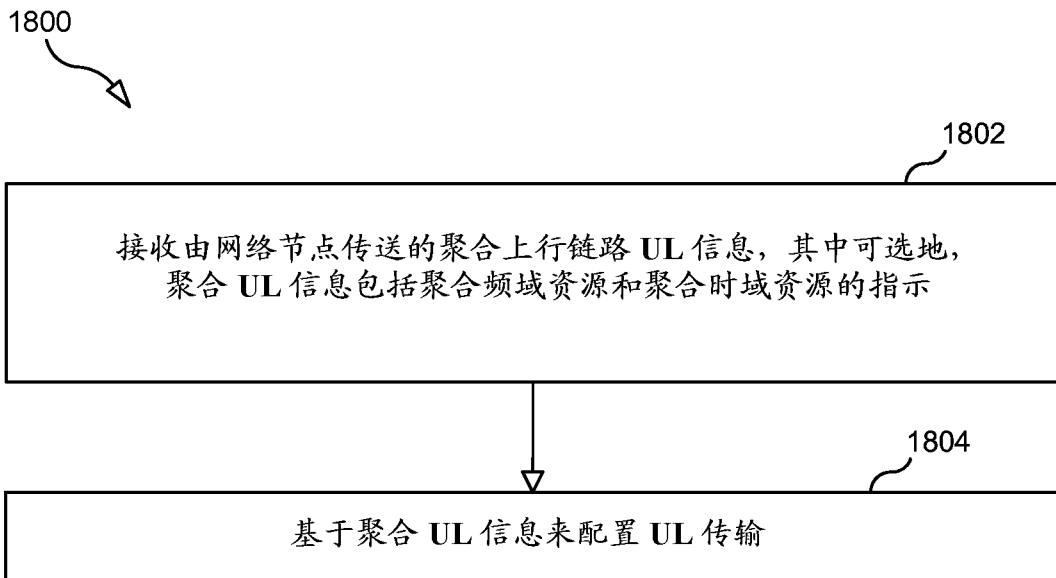 1800
1802
接收由网络节点传送的聚合上行链路 UL 信息，其中可选地，
聚合 UL 信息包括聚合频域资源和聚合时域资源的指示
1804
基于聚合 UL 信息来配置 UL 传输